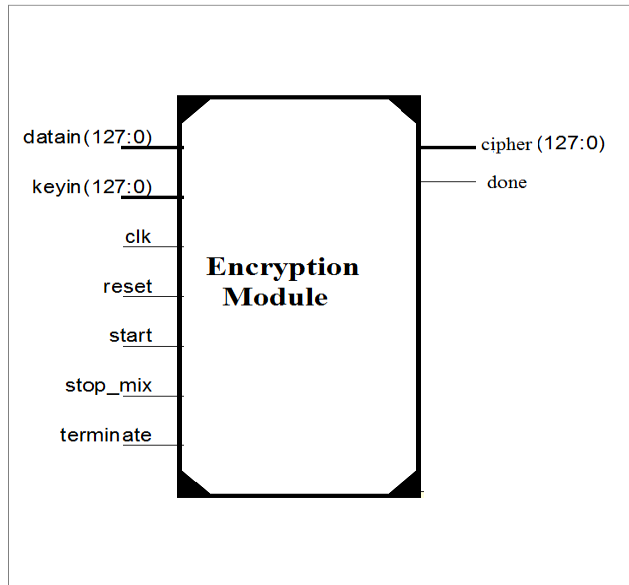 datain(127:0)
keyin(127:0)
clk
reset
start
stop_mix
terminate
Encryption
Module
cipher (127:0)
done